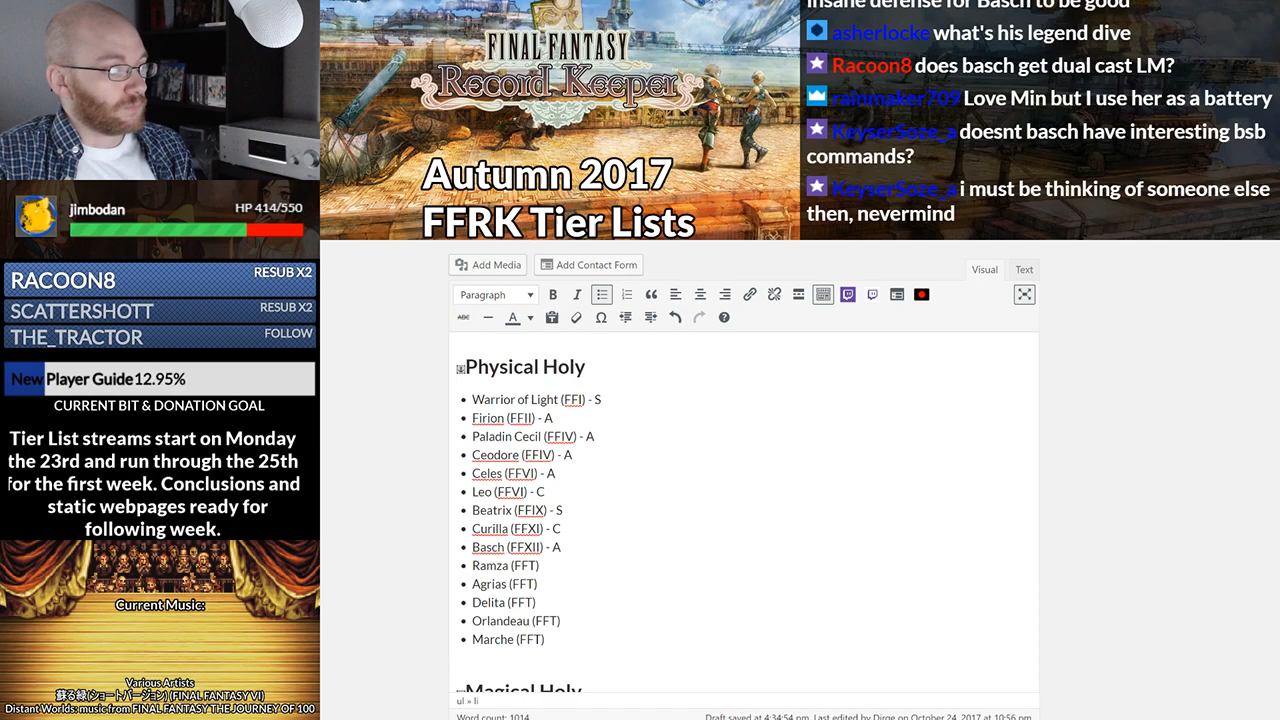 jimbodan
HP 414/550
RACOON8
RESUB X2
SCATTERSHOTT
RESUB X2
THE_TRACTOR
FOLLOW
New Player Guide 12.95%
CURRENT BIT & DONATION GOAL
Tier List streams start on Monday
the 23rd and run through the 25th
for the first week. Conclusions and
static webpages ready for
following week.
Current Music:
Various Artists
蘇る緑(ショートバージョン) (FINAL FANTASY VI)
Distant Worlds: music from FINAL FANTASY THE JOURNEY OF 100
FINAL FANTASY
Record Keeper
Autumn 2017
FFRK Tier Lists
insane defense for Basch to be good
asherlocke what's his legend dive
Racoon8 does basch get dual cast LM?
rainmaker709 Love Min but I use her as a battery
KeyserSoze_a doesnt basch have interesting bsb
commands?
KeyserSoze_a i must be thinking of someone else
then, nevermind
Add Media
Add Contact Form
Visual
Text
Paragraph
B
I
ABC
A
Physical Holy
Warrior of Light (FFI) - S
Firion (FFII) - A
Paladin Cecil (FFIV) - A
Ceodore (FFIV) - A
Celes (FFVI) - A
Leo (FFVI) - C
Beatrix (FFIX) - S
Curilla (FFXI) - C
Basch (FFXII) - A
Ramza (FFT)
Agrias (FFT)
Delita (FFT)
Orlandeau (FFT)
Marche (FFT)
Magical Holy
ul » li
Word count: 1014
Draft saved at 4:34:54 pm. Last edited by Dirge on October 24, 2017 at 10:56 pm